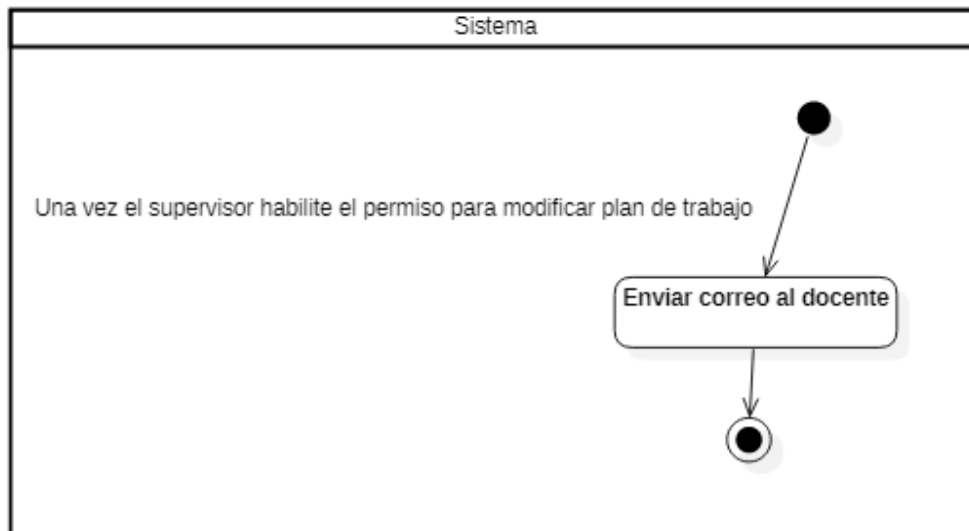 Sistema
Una vez el supervisor habilite el permiso para modificar plan de trabajo
Enviar correo al docente